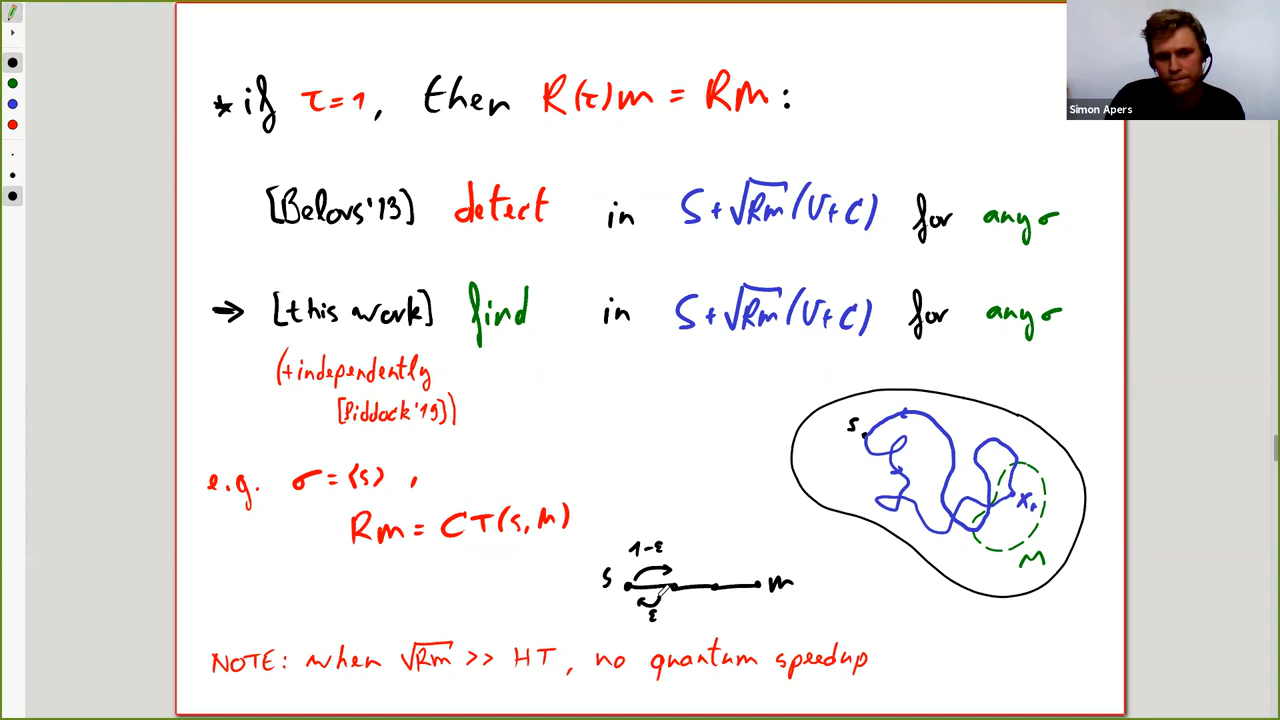 * if τ=1, then R(τ)m = Rm:
[Belovs'13] detect in S+√Rm(U+C) for any σ
→ [this work] find in S+√Rm(U+C) for any σ
(+independently
[Piddock'19])
e.g. σ={s},
Rm = CT(s,M)
s
x_τ
M
1-ε
s
m
ε
NOTE: when √Rm >> HT, no quantum speedup
Simon Apers